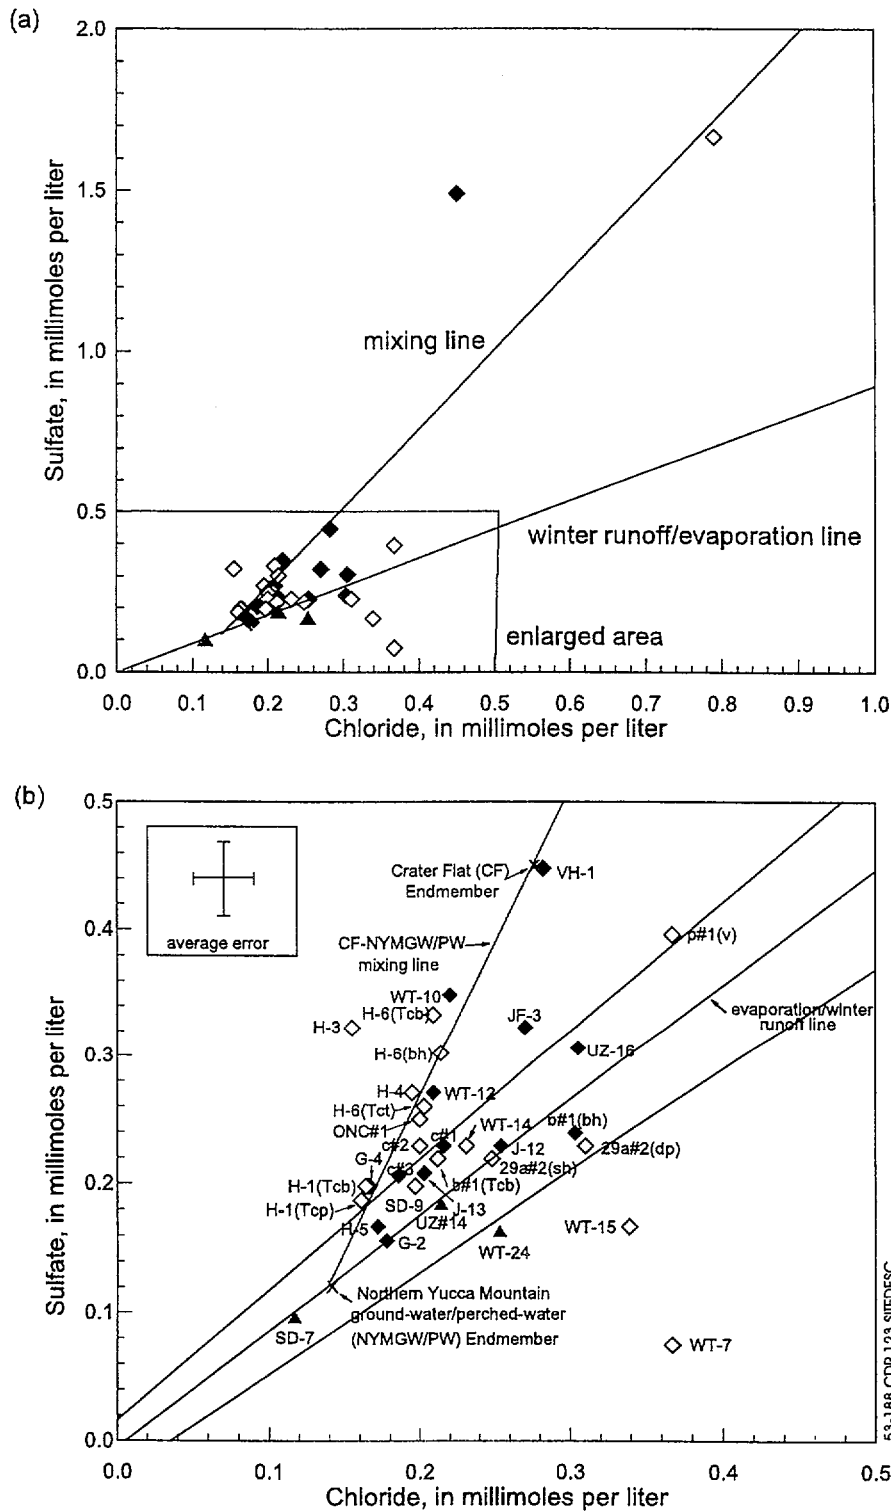 (a)
2.0
1.5
1.0
0.5
0.0
Sulfate, in millimoles per liter
mixing line
winter runoff/evaporation line
enlarged area
0.0 0.1 0.2 0.3 0.4 0.5 0.6 0.7 0.8 0.9 1.0
Chloride, in millimoles per liter
(b)
0.5
0.4
0.3
0.2
0.1
0.0
Sulfate, in millimoles per liter
average error
Crater Flat (CF)
Endmember
VH-1
CF-NYMGW/PW
mixing line
p#1(v)
WT-10
H-6(Tcb)
JF-3
evaporation/winter
runoff line
H-3
H-6(bh)
UZ-16
H-4
WT-12
H-6(Tct)
ONC#1
c#1
WT-14
b#1(bh)
c#2
J-12
29a#2(dp)
G-4
c#3
29a#2(sb)
H-1(Tcb)
b#1(Tcb)
H-1(Tcp)
SD-9
J-13
UZ#14
H-5
G-2
WT-24
WT-15
Northern Yucca Mountain
ground-water/perched-water
(NYMGW/PW) Endmember
SD-7
WT-7
0.0 0.1 0.2 0.3 0.4 0.5
Chloride, in millimoles per liter